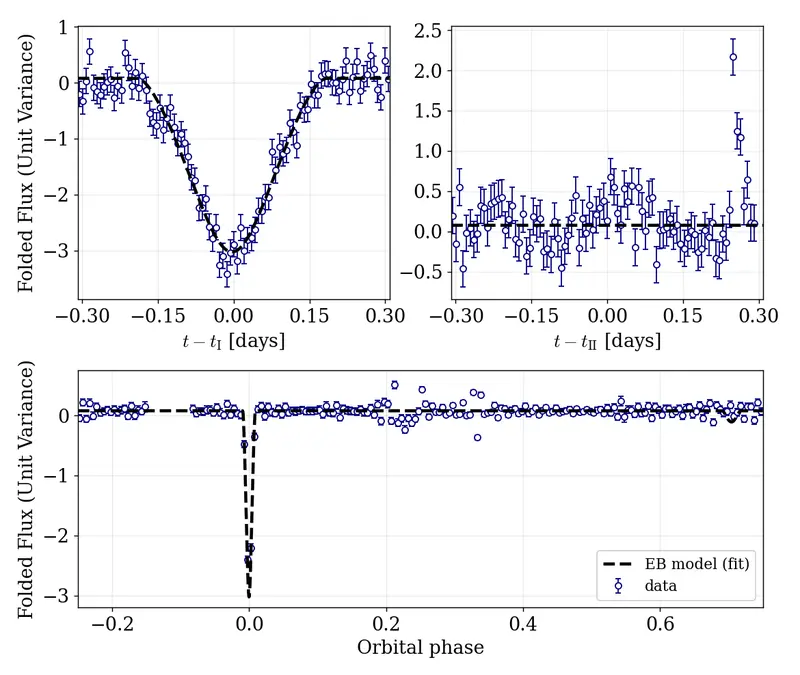 1
0
−1
−2
−3
−0.30 −0.15 0.00 0.15 0.30
t − tI [days]
Folded Flux (Unit Variance)
2.5
2.0
1.5
1.0
0.5
0.0
−0.5
−0.30 −0.15 0.00 0.15 0.30
t − tII [days]
0
−1
−2
−3
−0.2 0.0 0.2 0.4 0.6
Orbital phase
Folded Flux (Unit Variance)
EB model (fit)
data